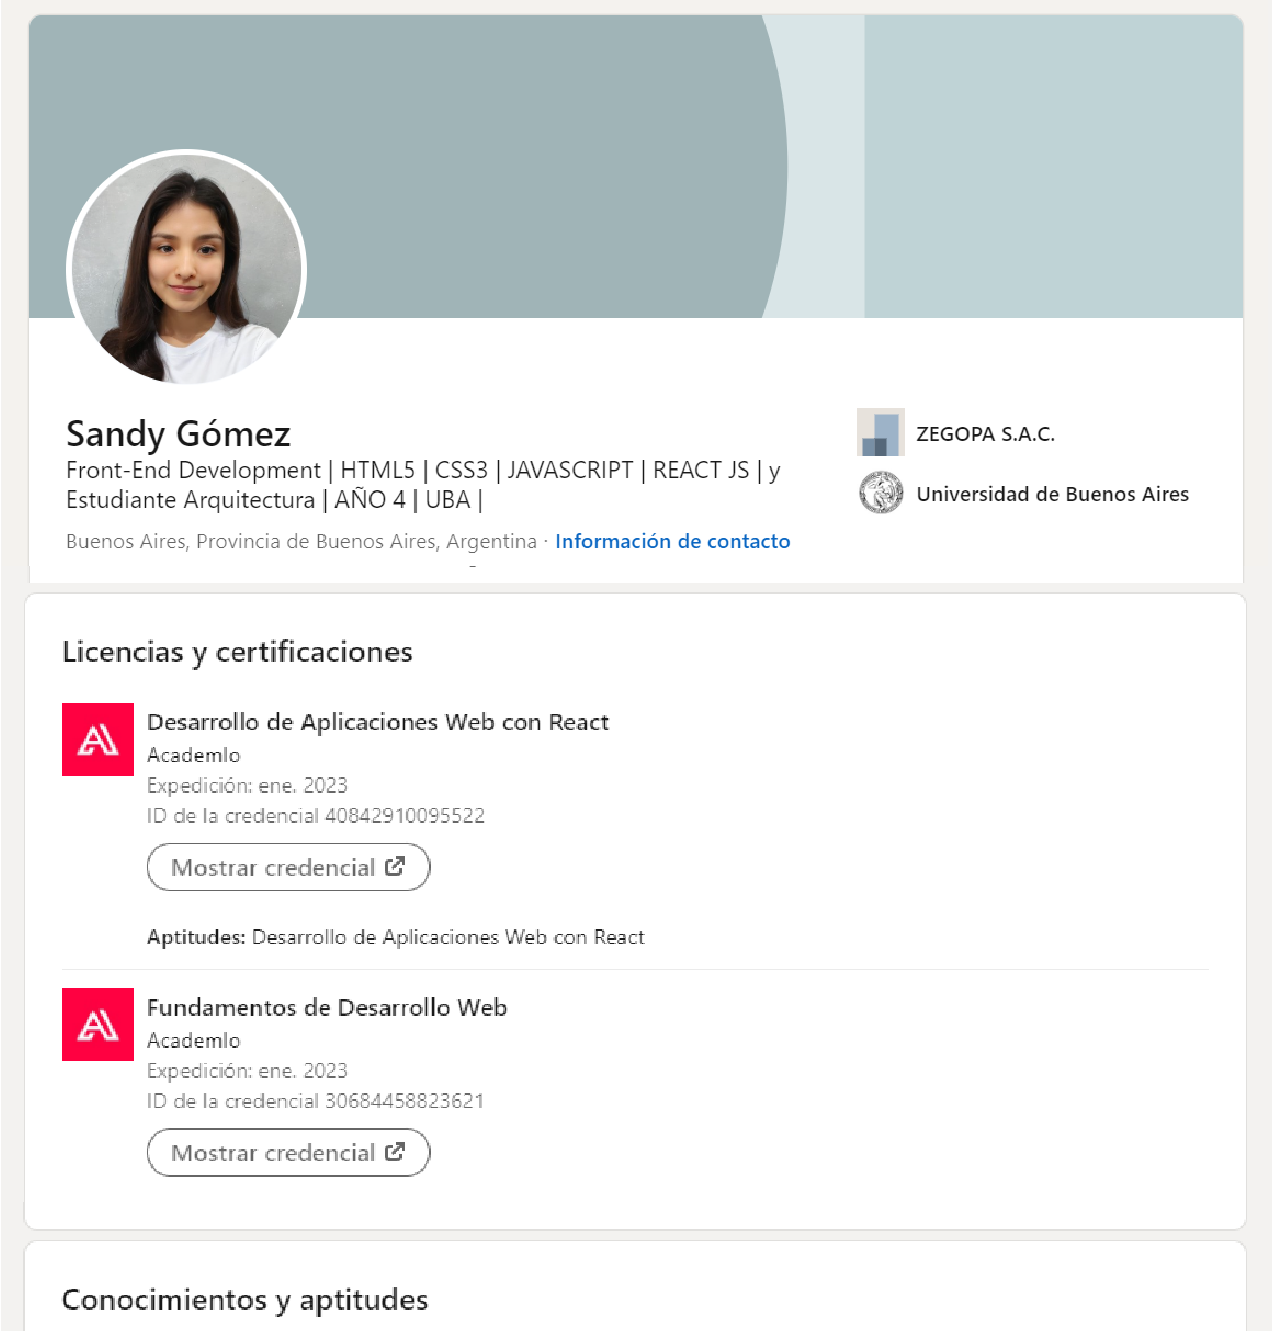 Sandy Gómez
Front-End Development | HTML5 | CSS3 | JAVASCRIPT | REACT JS | y
Estudiante Arquitectura | AÑO 4 | UBA |
Buenos Aires, Provincia de Buenos Aires, Argentina · Información de contacto
ZEGOPA S.A.C.
Universidad de Buenos Aires
Licencias y certificaciones
Desarrollo de Aplicaciones Web con React
Academlo
Expedición: ene. 2023
ID de la credencial 40842910095522
Mostrar credencial
Aptitudes: Desarrollo de Aplicaciones Web con React
Fundamentos de Desarrollo Web
Academlo
Expedición: ene. 2023
ID de la credencial 30684458823621
Mostrar credencial
Conocimientos y aptitudes